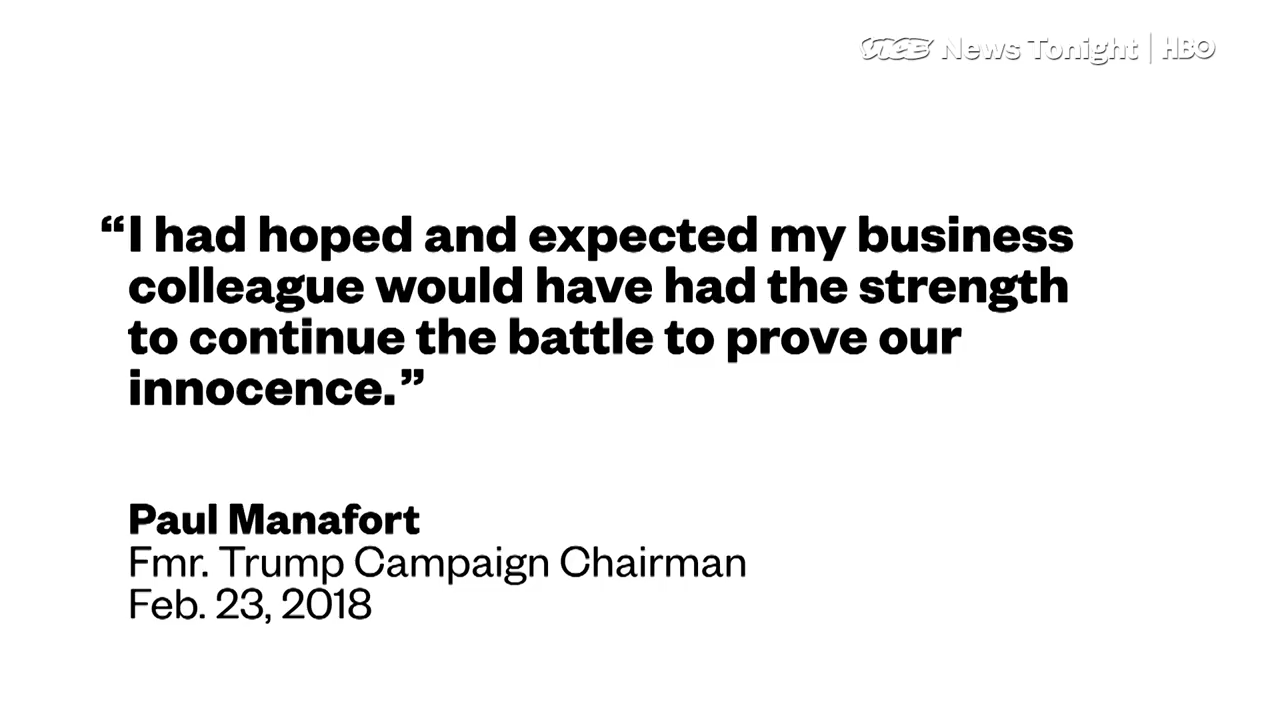 VICE News Tonight | HBO
“I had hoped and expected my business
colleague would have had the strength
to continue the battle to prove our
innocence.”
Paul Manafort
Fmr. Trump Campaign Chairman
Feb. 23, 2018